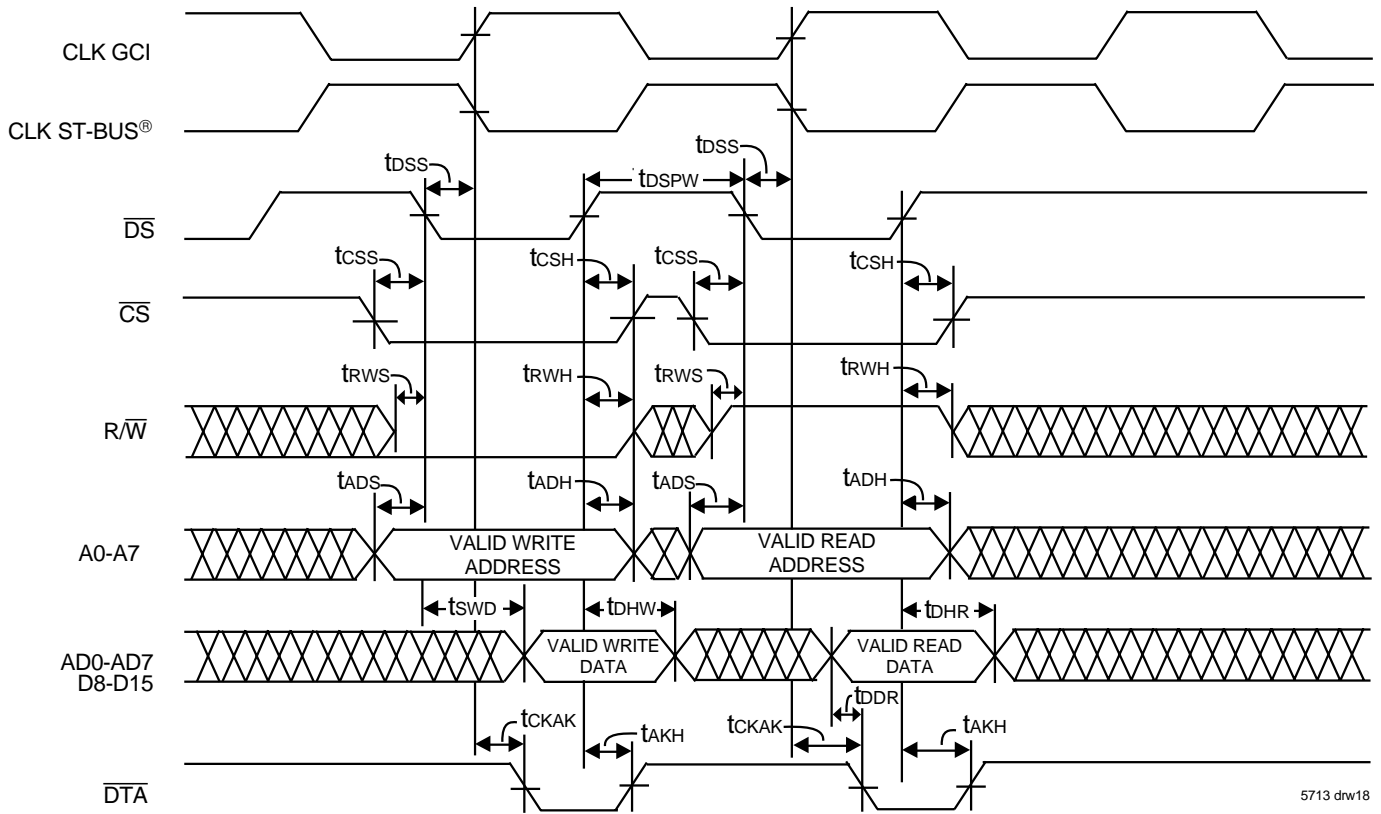 CLK GCI
CLK ST-BUS®
tDSS
tDSPW
tDSS
DS
tCSS
tCSH
tCSS
tCSH
CS
tRWS
tRWH
tRWS
tRWH
R/W
tADS
tADH
tADS
tADH
A0-A7
VALID WRITE
ADDRESS
VALID READ
ADDRESS
tSWD
tDHW
tDHR
AD0-AD7
D8-D15
VALID WRITE
DATA
VALID READ
DATA
tDDR
tCKAK
tAKH
tCKAK
tAKH
DTA
5713 drw18